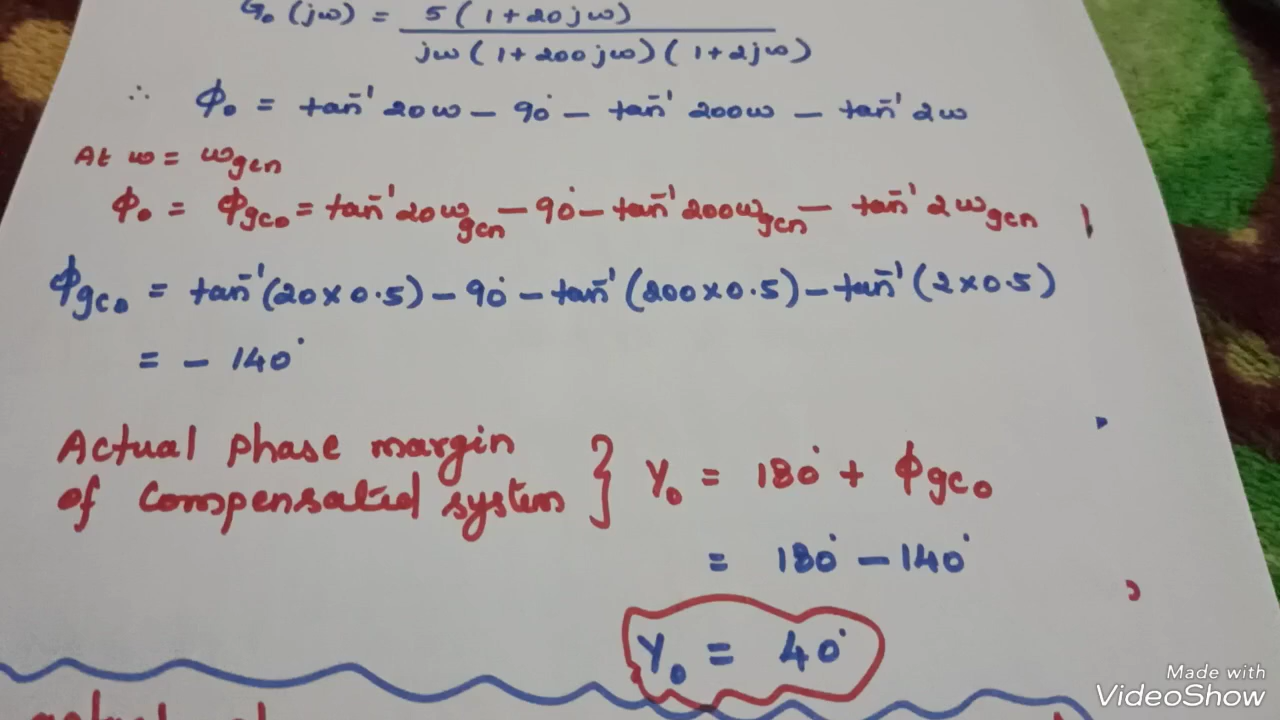 G₀(jω) = 5(1+20jω)
jω(1+200jω)(1+2jω)
∴ ϕ₀ = tan⁻¹ 20ω − 90° − tan⁻¹ 200ω − tan⁻¹ 2ω
At ω = ωgcn
ϕ₀ = ϕgc₀ = tan⁻¹ 20ωgcn − 90° − tan⁻¹ 200ωgcn − tan⁻¹ 2ωgcn
ϕgc₀ = tan⁻¹(20×0.5) − 90° − tan⁻¹(200×0.5) − tan⁻¹(2×0.5)
= − 140°
Actual phase margin
of compensated system } γ₀ = 180° + ϕgc₀
= 180° − 140°
γ₀ = 40°
Made with
VideoShow